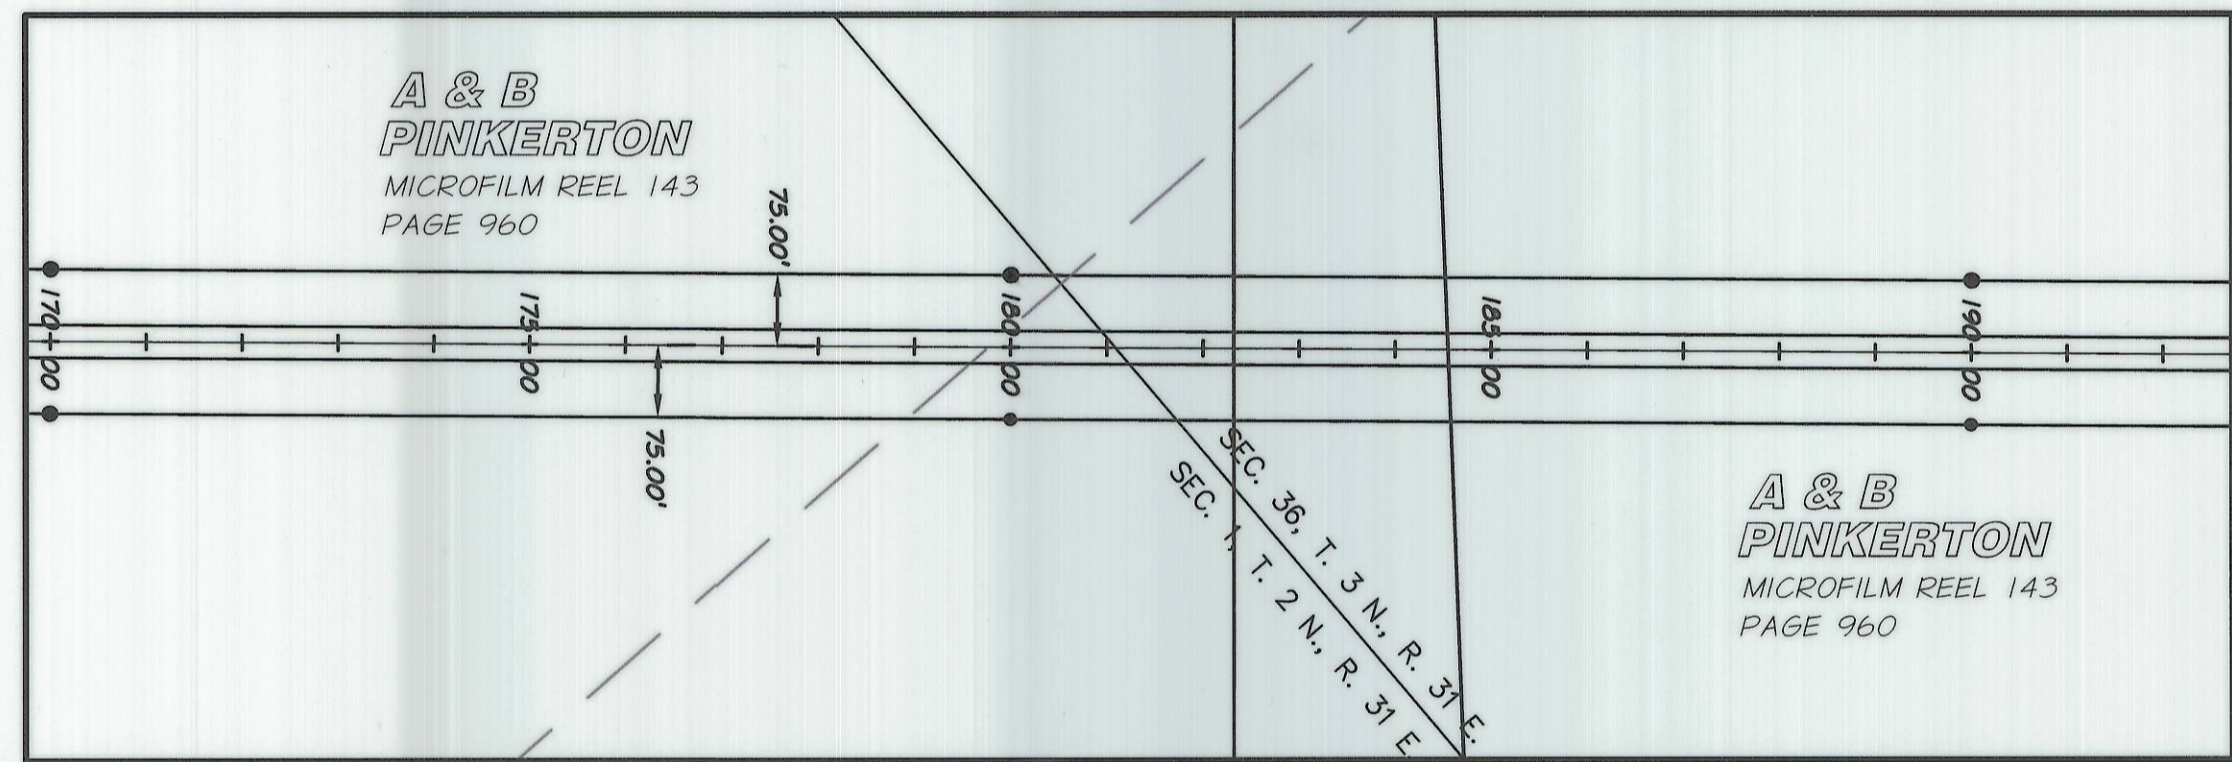 A & B
PINKERTON
MICROFILM REEL 143
PAGE 960
75.00'
170+00
175+00
180+00
185+00
190+00
75.00'
SEC. 36, T. 3 N., R. 31 E.
SEC. 1, T. 2 N., R. 31 E.
A & B
PINKERTON
MICROFILM REEL 143
PAGE 960